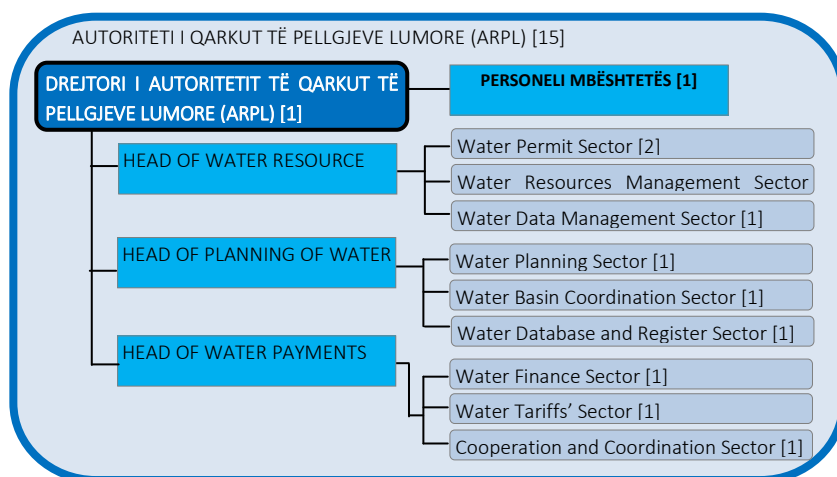 AUTORITETI I QARKUT TË PELLGJEVE LUMORE (ARPL) [15]
DREJTORI I AUTORITETIT TË QARKUT TË
PELLGJEVE LUMORE (ARPL) [1]
PERSONELI MBËSHTETËS [1]
HEAD OF WATER RESOURCE
Water Permit Sector [2]
Water Resources Management Sector
Water Data Management Sector [1]
HEAD OF PLANNING OF WATER
Water Planning Sector [1]
Water Basin Coordination Sector [1]
Water Database and Register Sector [1]
HEAD OF WATER PAYMENTS
Water Finance Sector [1]
Water Tariffs’ Sector [1]
Cooperation and Coordination Sector [1]